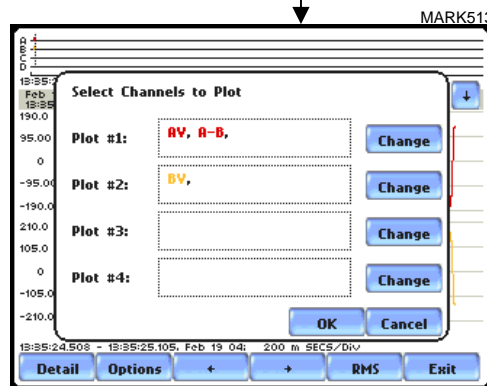 MARK513
A
B
C
D
13:35:2
Feb
13:35
Select Channels to Plot
↓
190.0
95.00
0
-95.00
-190.0
Plot #1: AV, A-B, Change
Plot #2: BV, Change
210.0
105.0
0
-105.0
-210.0
Plot #3: Change
Plot #4: Change
OK Cancel
13:35:24.508 - 13:35:25.105, Feb 19 04; 200 m SECS/Div
Detail Options ← → RMS Exit